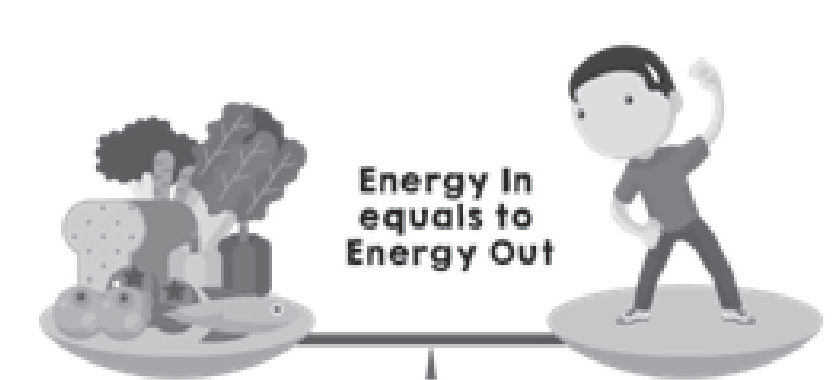 Energy In
equals to
Energy Out